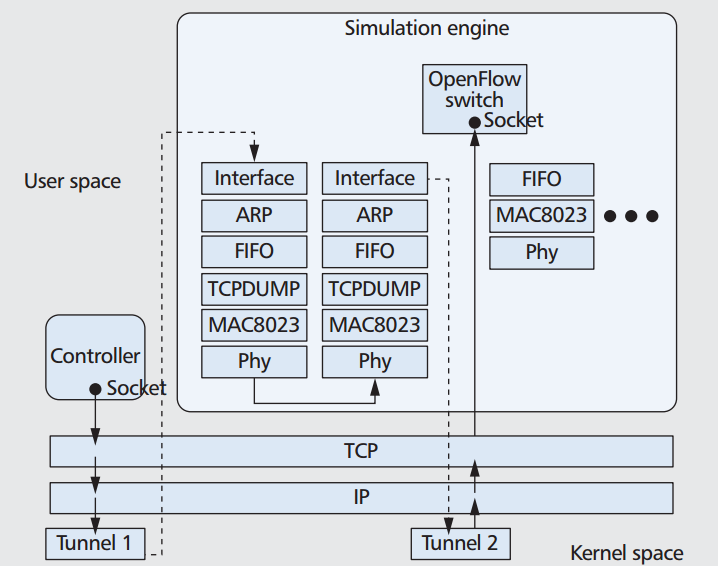 Simulation engine
OpenFlow
switch
Socket
User space
Interface
ARP
FIFO
TCPDUMP
MAC8023
Phy
Interface
ARP
FIFO
TCPDUMP
MAC8023
Phy
FIFO
MAC8023
Phy
Controller
Socket
TCP
IP
Tunnel 1
Tunnel 2
Kernel space